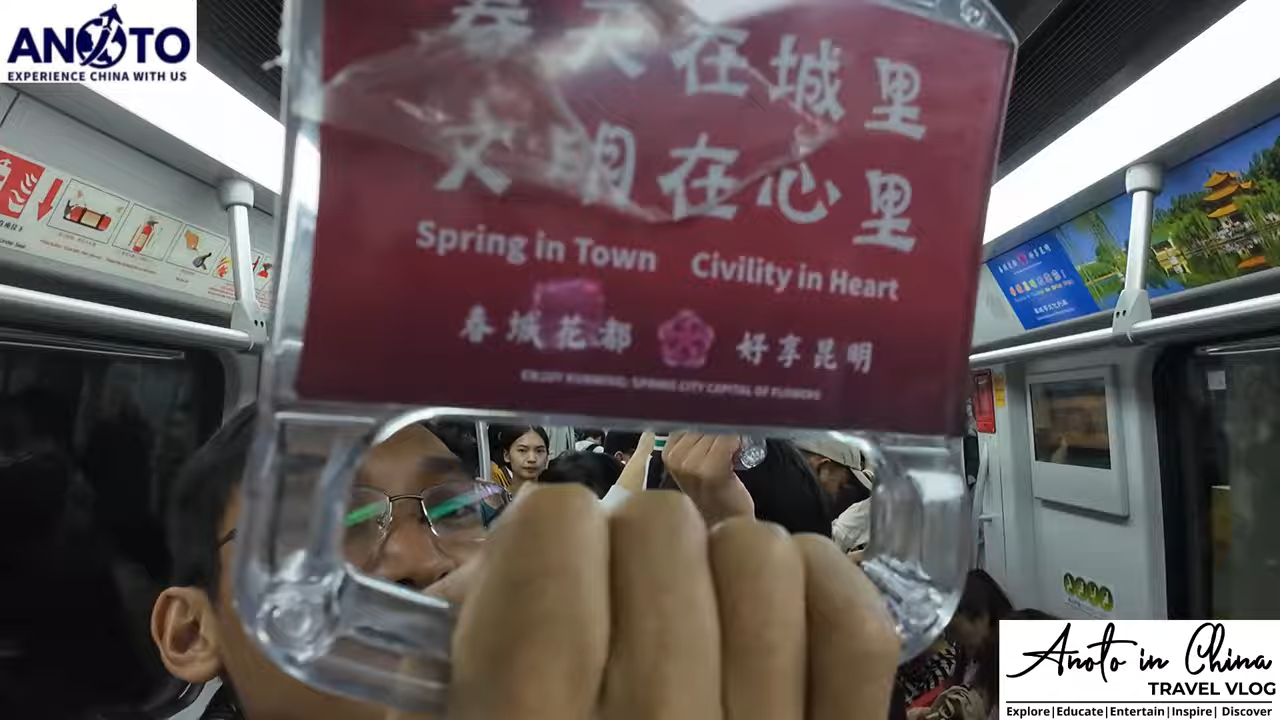 ANOTO
EXPERIENCE CHINA WITH US
春天在城里
文明在心里
Spring in Town Civility in Heart
春城花都 好享昆明
ENJOY KUNMING: SPRING CITY CAPITAL OF FLOWERS
Anoto in China
TRAVEL VLOG
Explore|Educate|Entertain|Inspire| Discover